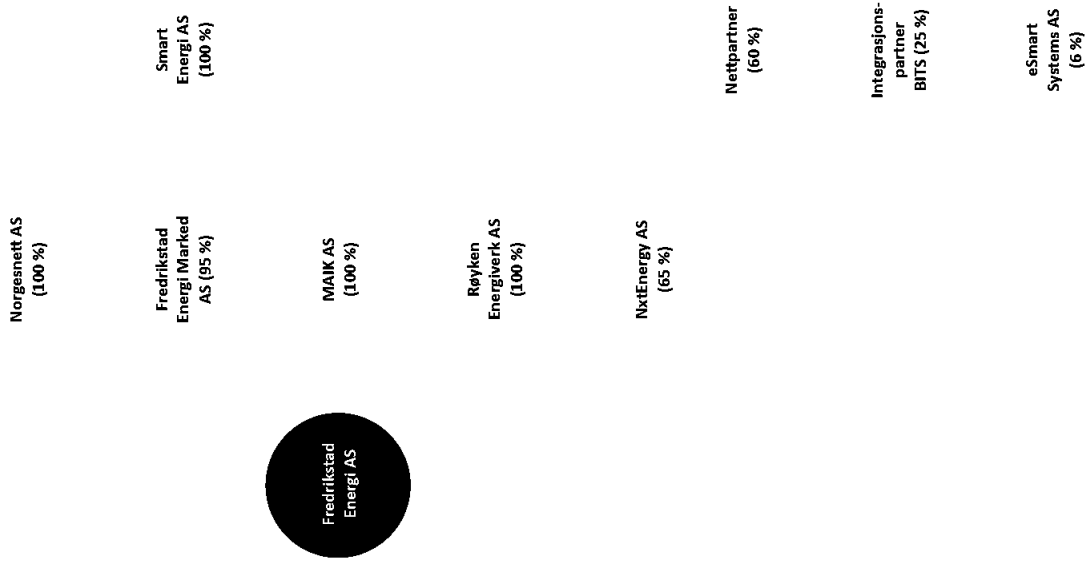 Fredrikstad
Energi AS
Norgesnett AS
(100 %)
Fredrikstad
Energi Marked
AS (95 %)
MAIK AS
(100 %)
Røyken
Energiverk AS
(100 %)
NxtEnergy AS
(65 %)
Smart
Energi AS
(100 %)
Nettpartner
(60 %)
Integrasjons-
partner
BITS (25 %)
eSmart
Systems AS
(6 %)